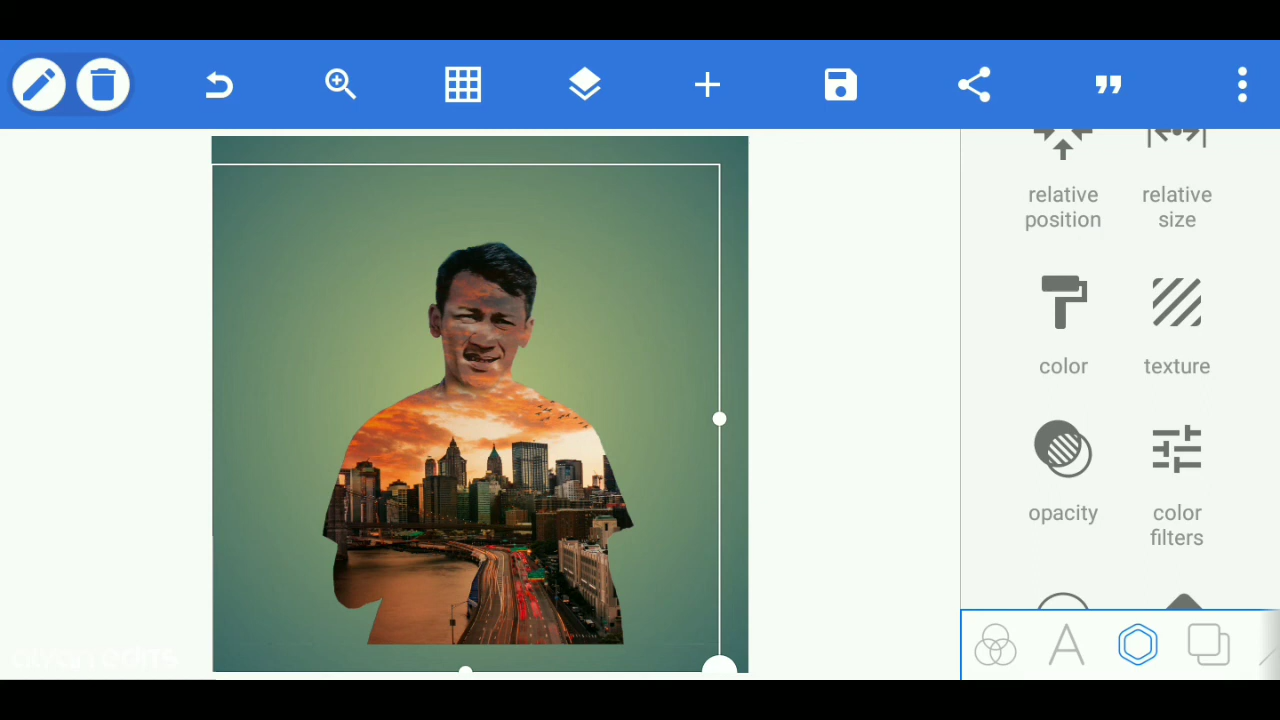 relative
position
relative
size
color
texture
opacity
color
filters